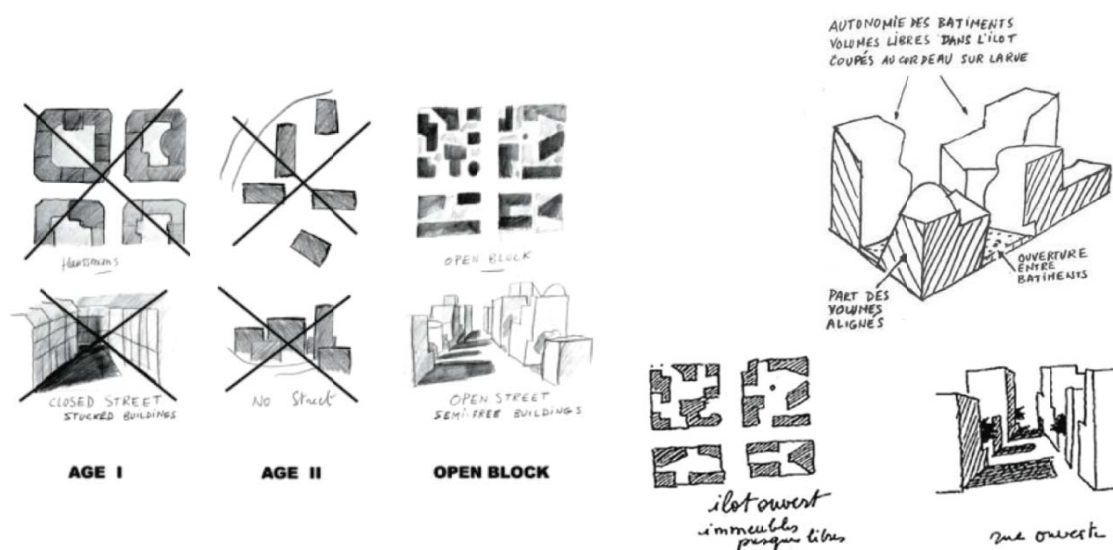 Haussmann
CLOSED STREET
STUCKED BUILDINGS
AGE I
No Street
AGE II
OPEN BLOCK
OPEN STREET
SEMI-FREE BUILDINGS
OPEN BLOCK
AUTONOMIE DES BATIMENTS
VOLUMES LIBRES DANS L'ILOT
COUPÉS AU CORDEAU SUR LA RUE
OUVERTURE
ENTRE
BATIMENTS
PART DES
VOLUMES
ALIGNÉS
ilot ouvert
immeubles
presque libres
rue ouverte